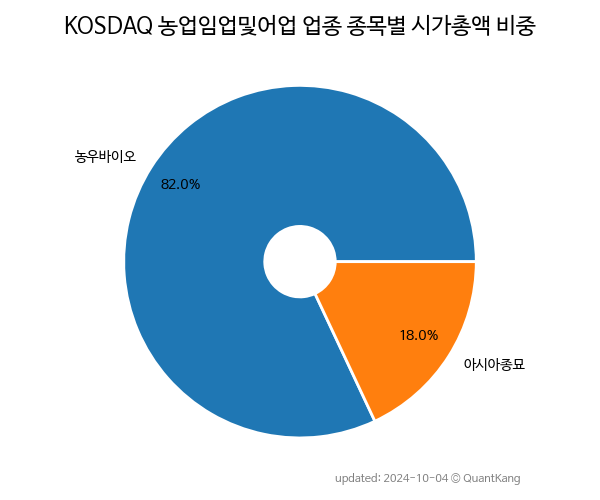 KOSDAQ 농업임업및어업 업종 종목별 시가총액 비중
농우바이오
82.0%
18.0%
아시아종묘
updated: 2024-10-04 © QuantKang